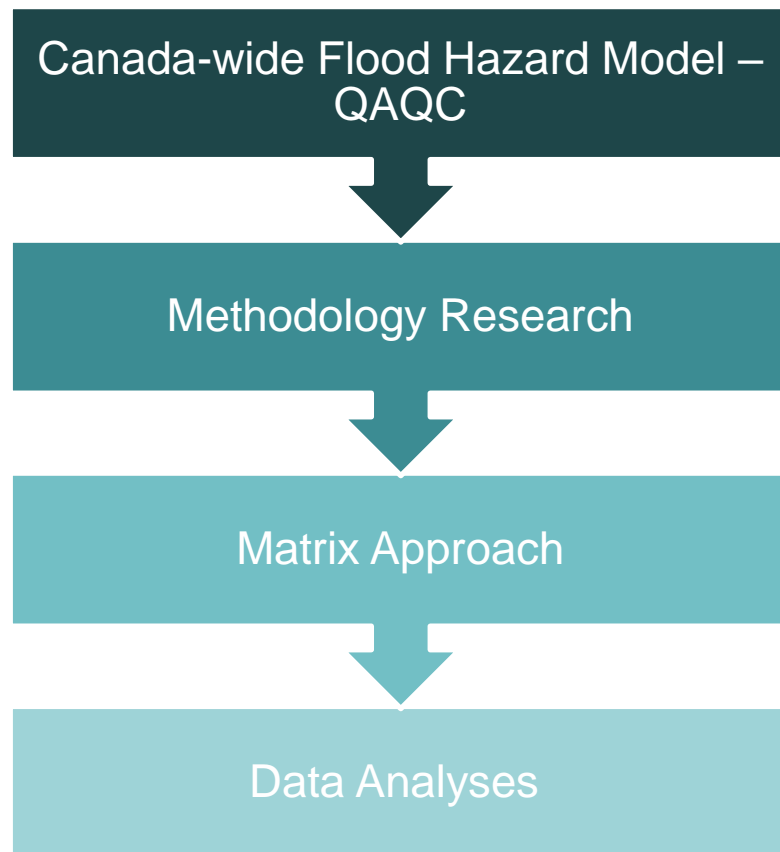 Canada-wide Flood Hazard Model –
QAQC
Methodology Research
Matrix Approach
Data Analyses